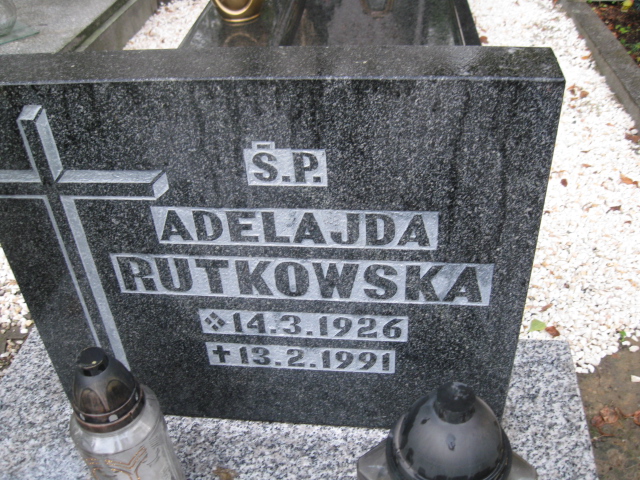 Ś.P.
ADELAJDA
RUTKOWSKA
14.3.1926
13.2.1991